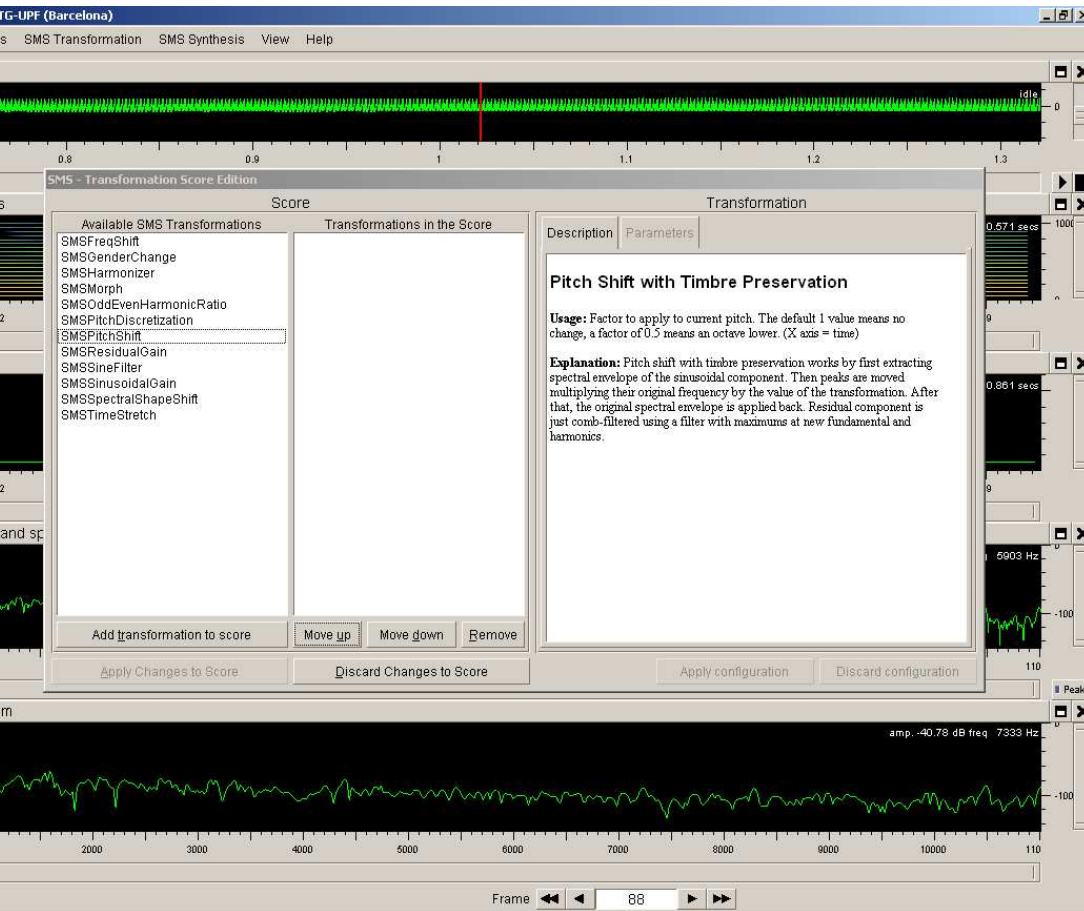 TG-UPF (Barcelona)
s SMS Transformation SMS Synthesis View Help
idle
0
0.8 0.9 1 1.1 1.2 1.3
SMS - Transformation Score Edition
Score Transformation
s
Available SMS Transformations Transformations in the Score
Description Parameters
0.571 secs
1000
SMSFreqShift
SMSGenderChange
SMSHarmonizer
SMSMorph
SMSOddEvenHarmonicRatio
SMSPitchDiscretization
SMSPitchShift
SMSResidualGain
SMSSineFilter
SMSSinusoidalGain
SMSSpectralShapeShift
SMSTimeStretch
Pitch Shift with Timbre Preservation
Usage: Factor to apply to current pitch. The default 1 value means no
change, a factor of 0.5 means an octave lower. (X axis = time)
Explanation: Pitch shift with timbre preservation works by first extracting
spectral envelope of the sinusoidal component. Then peaks are moved
multiplying their original frequency by the value of the transformation. After
that, the original spectral envelope is applied back. Residual component is
just comb-filtered using a filter with maximums at new fundamental and
harmonics.
2 9
0.861 secs
2 9
and sp
5903 Hz
-100
110
Add transformation to score Move up Move down Remove
Apply Changes to Score Discard Changes to Score Apply configuration Discard configuration
Peak
m
amp. -40.78 dB freq 7333 Hz
-100
2000 3000 4000 5000 6000 7000 8000 9000 10000 110
Frame 88